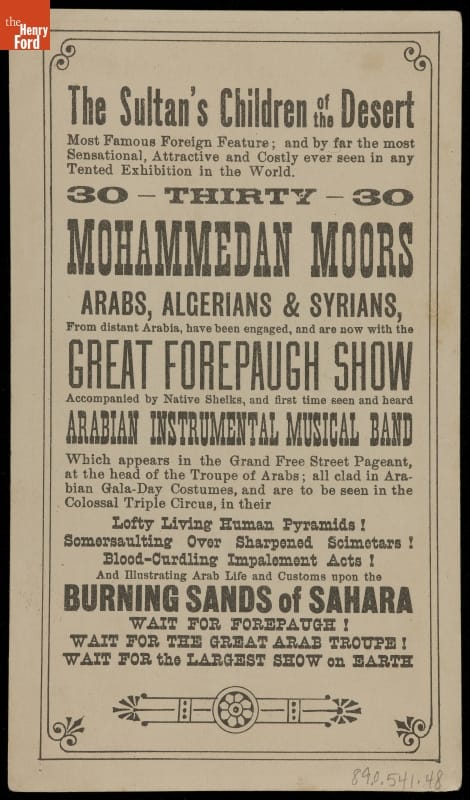 the
Henry
Ford
The Sultan's Children of the Desert
Most Famous Foreign Feature; and by far the most
Sensational, Attractive and Costly ever seen in any
Tented Exhibition in the World.
30 – THIRTY – 30
MOHAMMEDAN MOORS
ARABS, ALGERIANS & SYRIANS,
From distant Arabia, have been engaged, and are now with the
GREAT FOREPAUGH SHOW
Accompanied by Native Sheiks, and first time seen and heard
ARABIAN INSTRUMENTAL MUSICAL BAND
Which appears in the Grand Free Street Pageant,
at the head of the Troupe of Arabs; all clad in Ara-
bian Gala-Day Costumes, and are to be seen in the
Colossal Triple Circus, in their
Lofty Living Human Pyramids!
Somersaulting Over Sharpened Scimetars!
Blood-Curdling Impalement Acts!
And Illustrating Arab Life and Customs upon the
BURNING SANDS of SAHARA
WAIT FOR FOREPAUGH!
WAIT FOR THE GREAT ARAB TROUPE!
WAIT FOR the LARGEST SHOW on EARTH
890.541.48